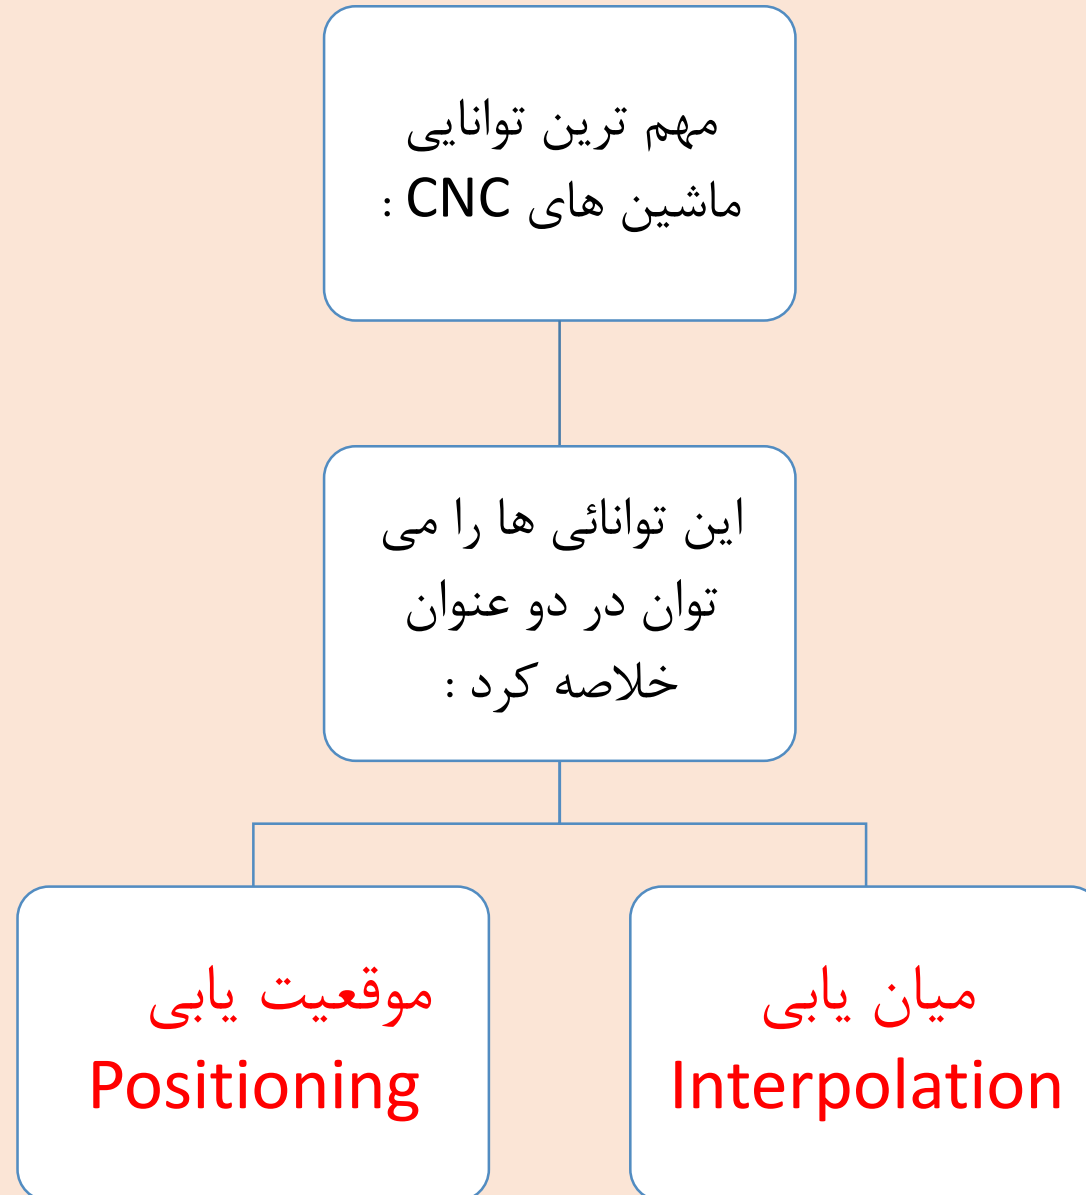 مهم ترین توانایی
ماشین های CNC :
این توانائی ها را می
توان در دو عنوان
خلاصه کرد :
میان یابی
Interpolation
موقعیت یابی
Positioning